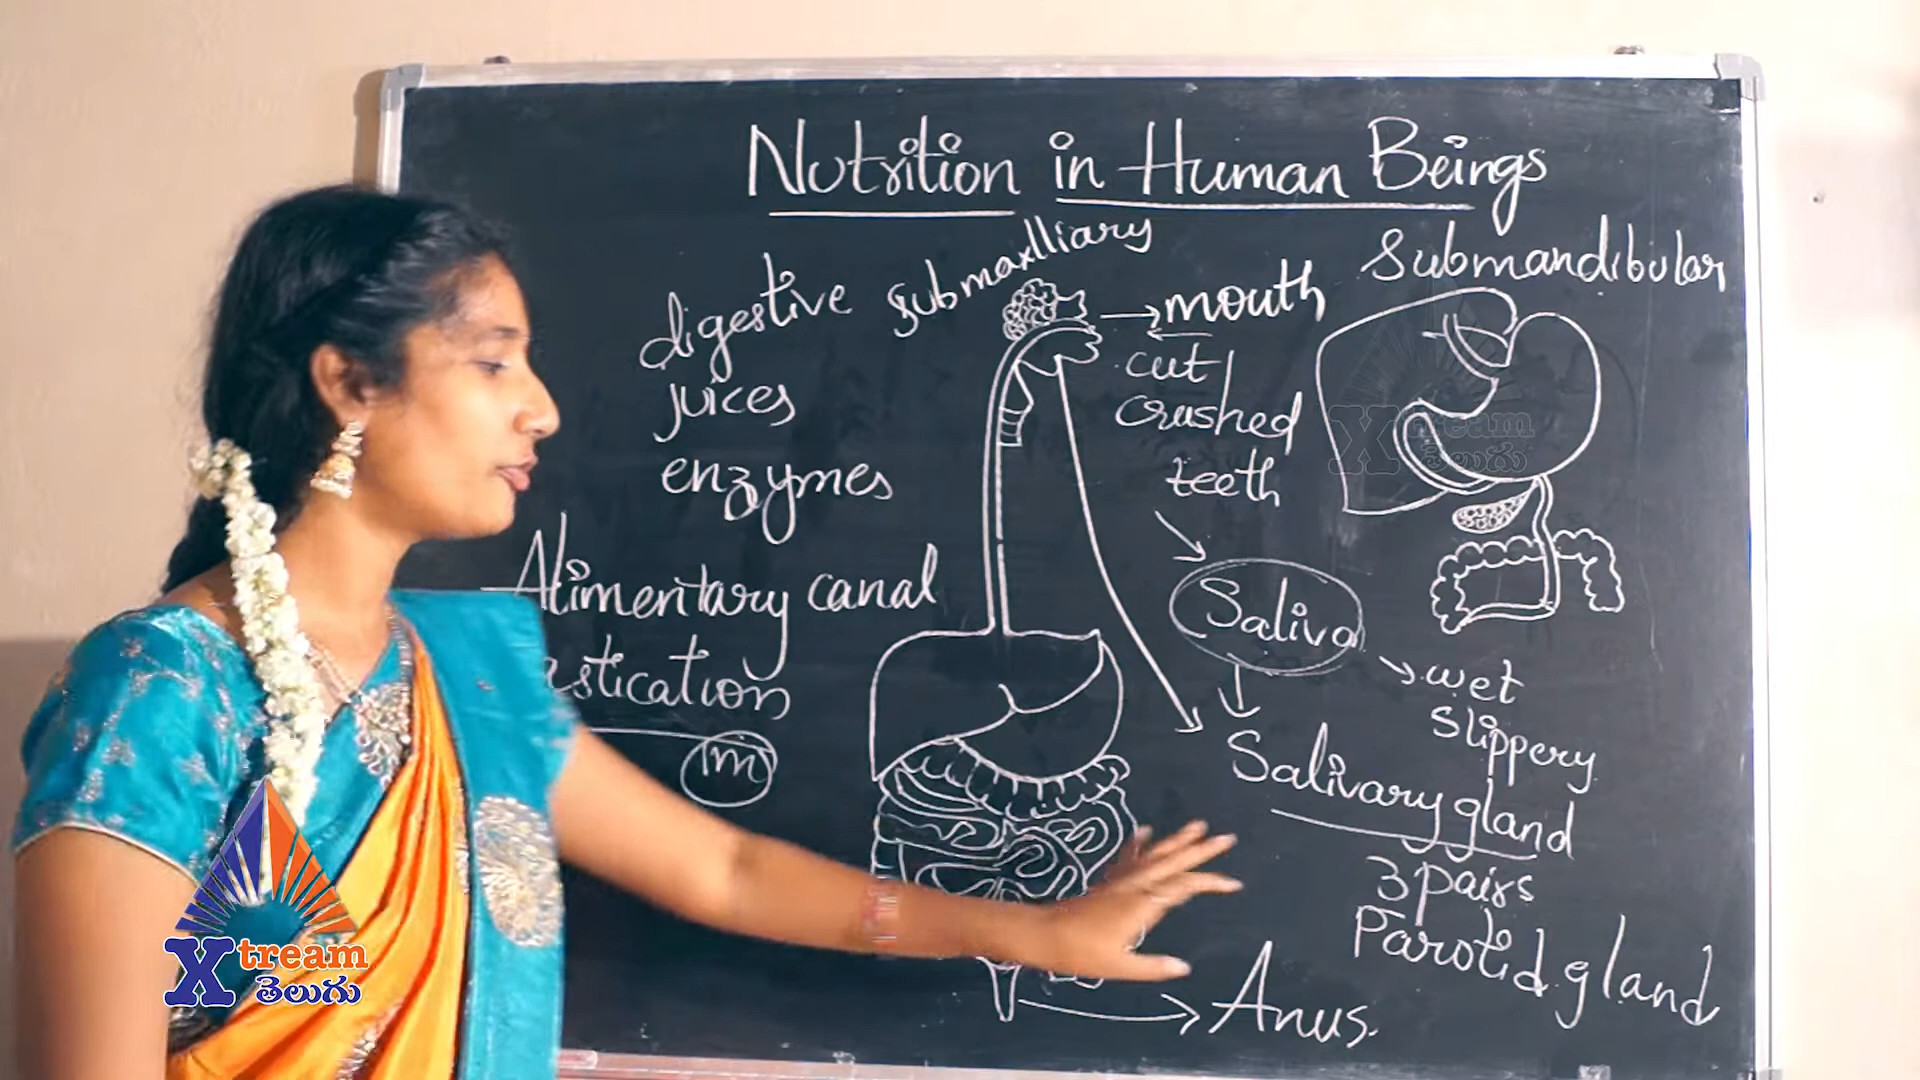 Nutrition in Human Beings
digestive
juices
enzymes
submaxlliary
mouth
cut
crushed
teeth
submandibular
Alimentary canal
stication
m
Saliva
wet
slippery
Salivary gland
3 pairs
Parotid gland
Anus.
Xtream
తెలుగు
Xtream
తెలుగు